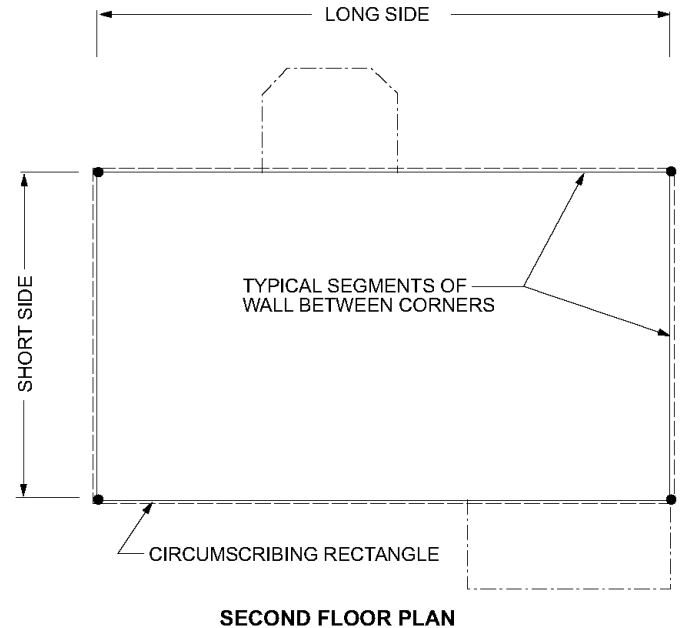 LONG SIDE
SHORT SIDE
TYPICAL SEGMENTS OF
WALL BETWEEN CORNERS
CIRCUMSCRIBING RECTANGLE
SECOND FLOOR PLAN